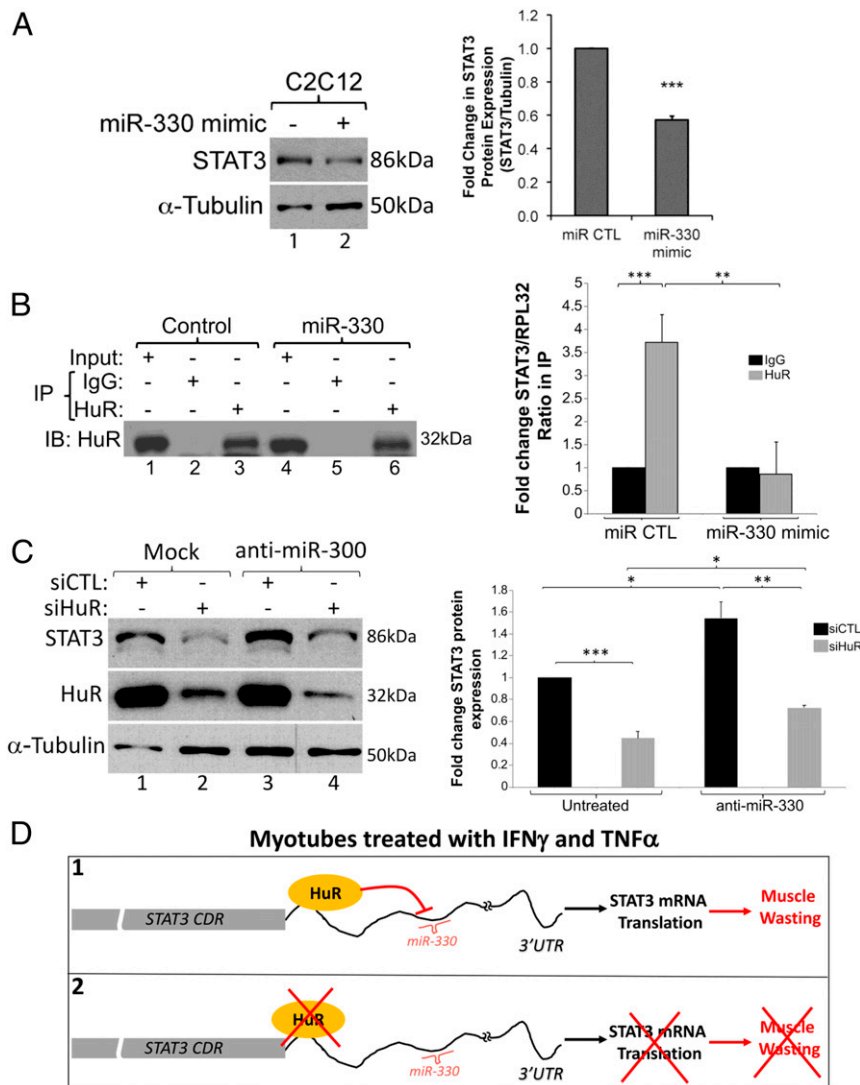 A
C2C12
miR-330 mimic - +
STAT3 86kDa
α-Tubulin 50kDa
1 2
Fold Change in STAT3
Protein Expression
(STAT3/Tubulin)
1.2
1.0
0.8
0.6
0.4
0.2
0.0
***
miR CTL miR-330
mimic
B
Control miR-330
Input: + - - + - -
IP IgG: - + - - + -
HuR: - - + - - +
IB: HuR 32kDa
1 2 3 4 5 6
Fold change STAT3/RPL32
Ratio in IP
*** **
5
4.5
4
3.5
3
2.5
2
1.5
1
0.5
0
IgG
HuR
miR CTL miR-330 mimic
C
Mock anti-miR-300
siCTL: + - + -
siHuR: - + - +
STAT3 86kDa
HuR 32kDa
α-Tubulin 50kDa
1 2 3 4
Fold change STAT3 protein
expression
1.8
1.6
1.4
1.2
1
0.8
0.6
0.4
0.2
0
*
* **
***
siCTL
siHuR
Untreated anti-miR-330
D
Myotubes treated with IFNγ and TNFα
1
HuR
STAT3 CDR
miR-330
3'UTR
STAT3 mRNA
Translation
Muscle
Wasting
2
HuR
STAT3 CDR
miR-330
3'UTR
STAT3 mRNA
Translation
Muscle
Wasting